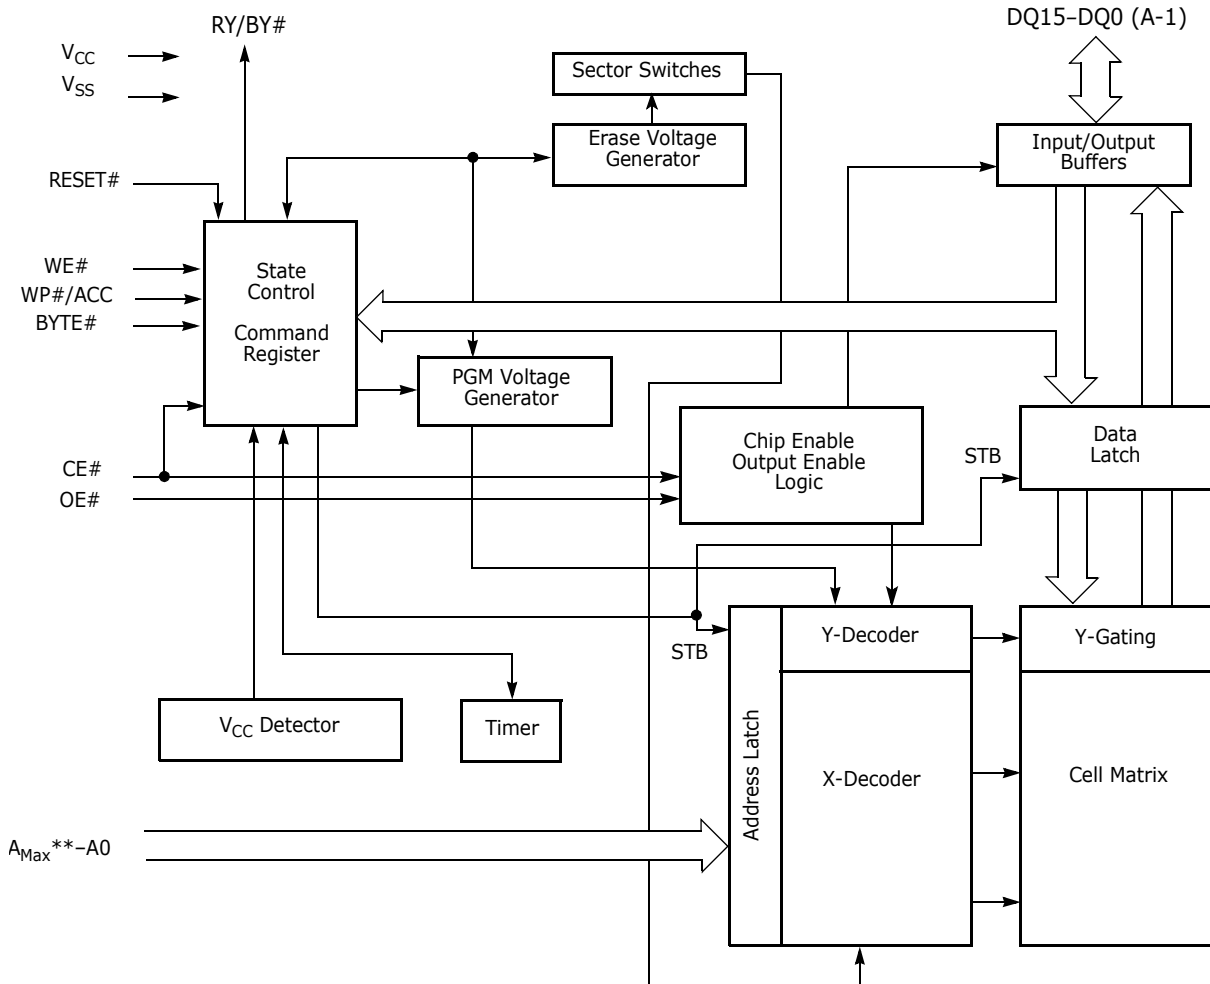 RY/BY#
DQ15–DQ0 (A-1)
VCC
VSS
Sector Switches
Erase Voltage
Generator
Input/Output
Buffers
RESET#
WE#
WP#/ACC
BYTE#
State
Control
Command
Register
PGM Voltage
Generator
Chip Enable
Output Enable
Logic
STB
Data
Latch
CE#
OE#
STB
Y-Decoder
Y-Gating
VCC Detector
Timer
Address Latch
X-Decoder
Cell Matrix
AMax**–A0